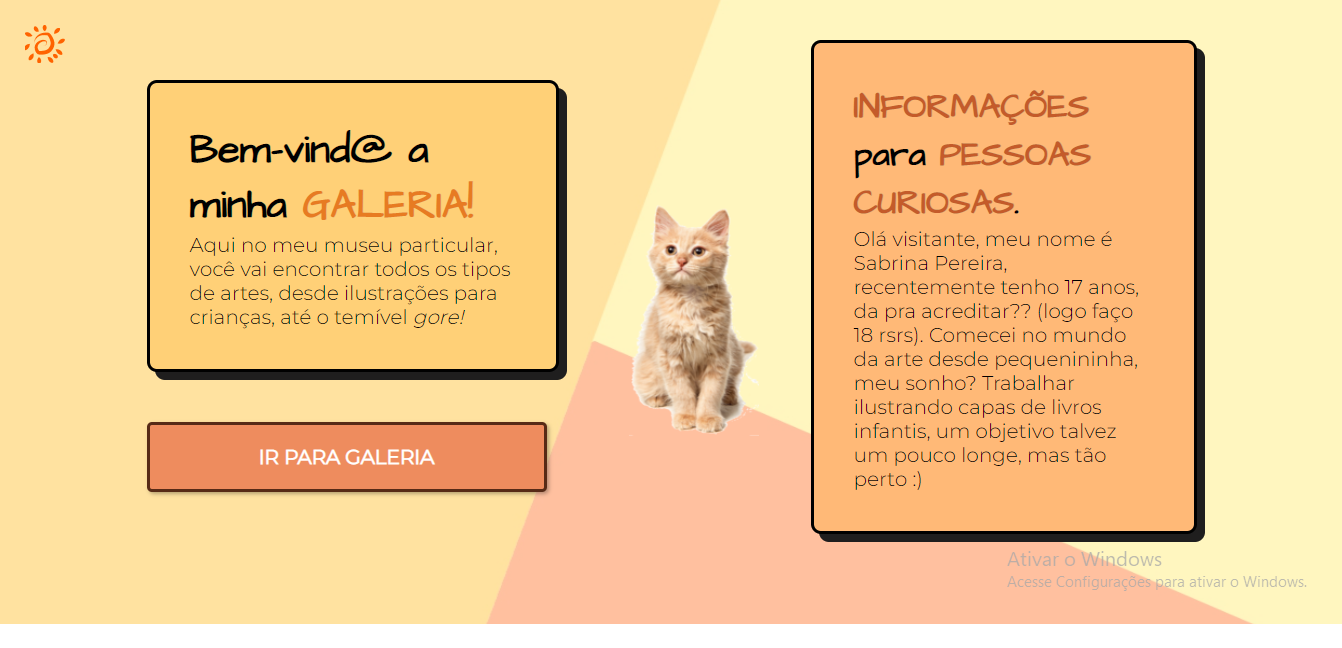 Bem-vind@ a
minha GALERIA!
Aqui no meu museu particular,
você vai encontrar todos os tipos
de artes, desde ilustrações para
crianças, até o temível gore!
IR PARA GALERIA
INFORMAÇÕES
para PESSOAS
CURIOSAS.
Olá visitante, meu nome é
Sabrina Pereira,
recentemente tenho 17 anos,
da pra acreditar?? (logo faço
18 rsrs). Comecei no mundo
da arte desde pequenininha,
meu sonho? Trabalhar
ilustrando capas de livros
infantis, um objetivo talvez
um pouco longe, mas tão
perto :)
Ativar o Windows
Acesse Configurações para ativar o Windows.